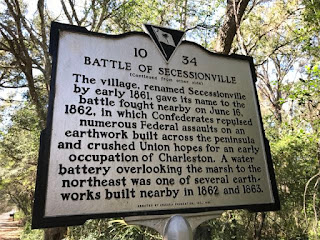 10 34
BATTLE OF SECESSIONVILLE
(Continued from other side)
The village, renamed Secessionville
by early 1861, gave its name to the
battle fought nearby on June 16,
1862, in which Confederates repulsed
numerous Federal assaults on an
earthwork built across the peninsula
and crushed Union hopes for an early
occupation of Charleston. A water
battery overlooking the marsh to the
northeast was one of several earth-
works built nearby in 1862 and 1863.